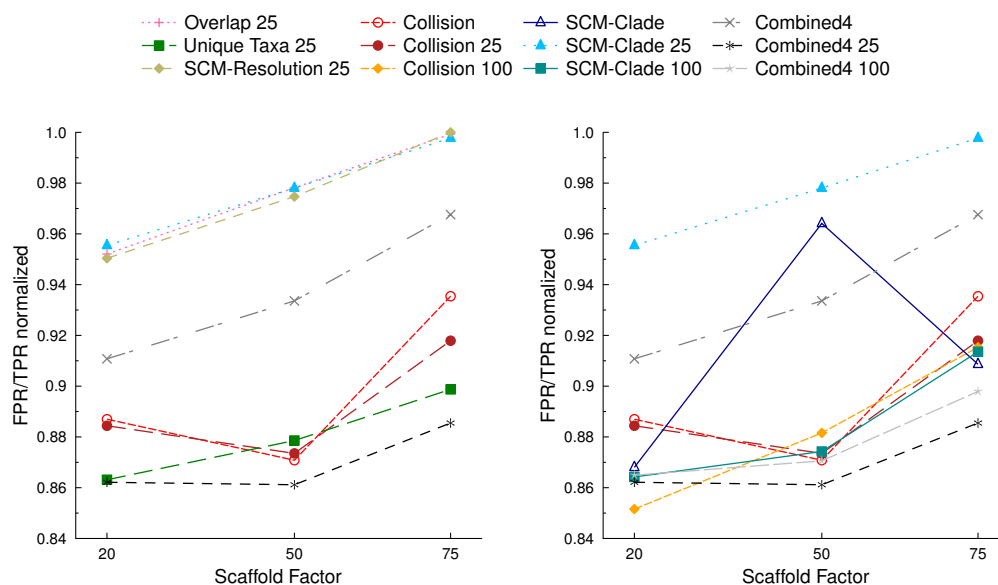 Overlap 25
Unique Taxa 25
SCM-Resolution 25
Collision
Collision 25
Collision 100
SCM-Clade
SCM-Clade 25
SCM-Clade 100
Combined4
Combined4 25
Combined4 100
FPR/TPR normalized
1.0
0.98
0.96
0.94
0.92
0.9
0.88
0.86
0.84
20
50
75
Scaffold Factor
FPR/TPR nomalized
1.0
0.98
0.96
0.94
0.92
0.9
0.88
0.86
0.84
20
50
75
Scaffold Factor